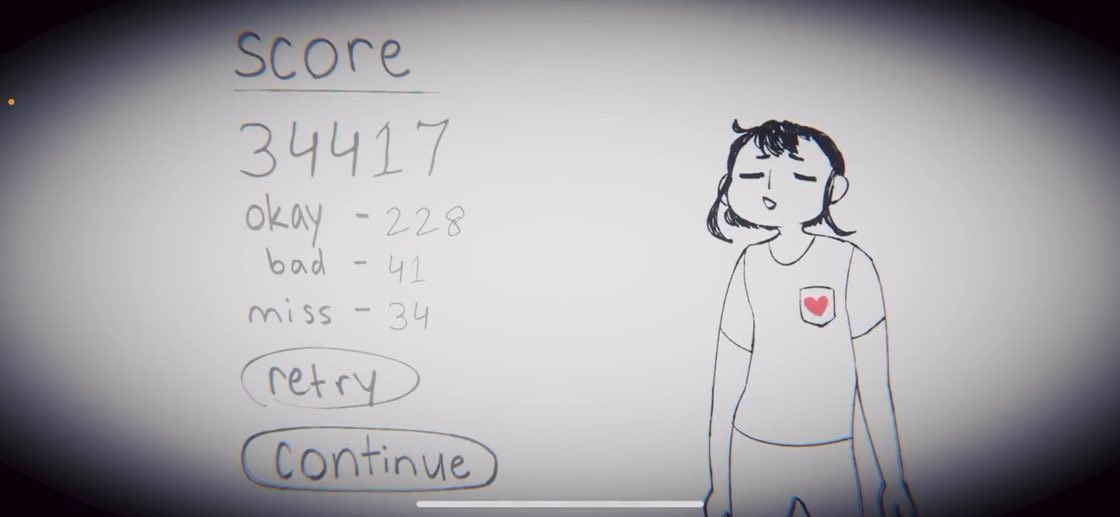 score
34417
okay - 228
bad - 41
miss - 34
retry
continue